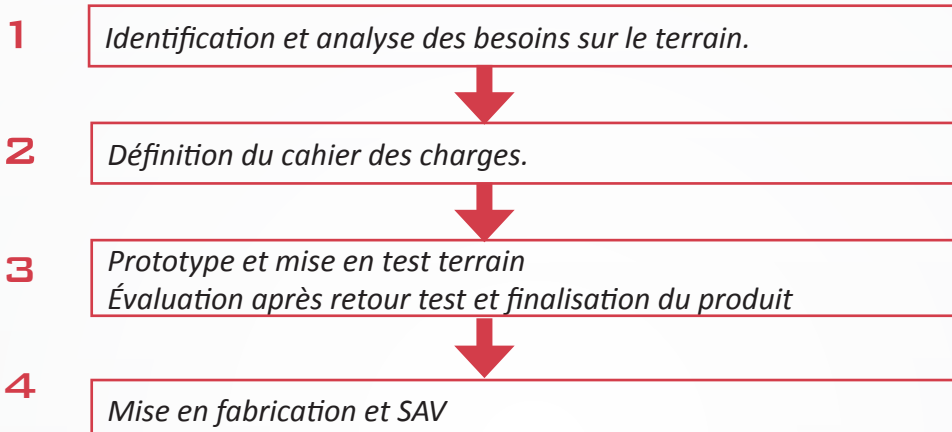 1
Identification et analyse des besoins sur le terrain.
2
Définition du cahier des charges.
3
Prototype et mise en test terrain
Évaluation après retour test et finalisation du produit
4
Mise en fabrication et SAV